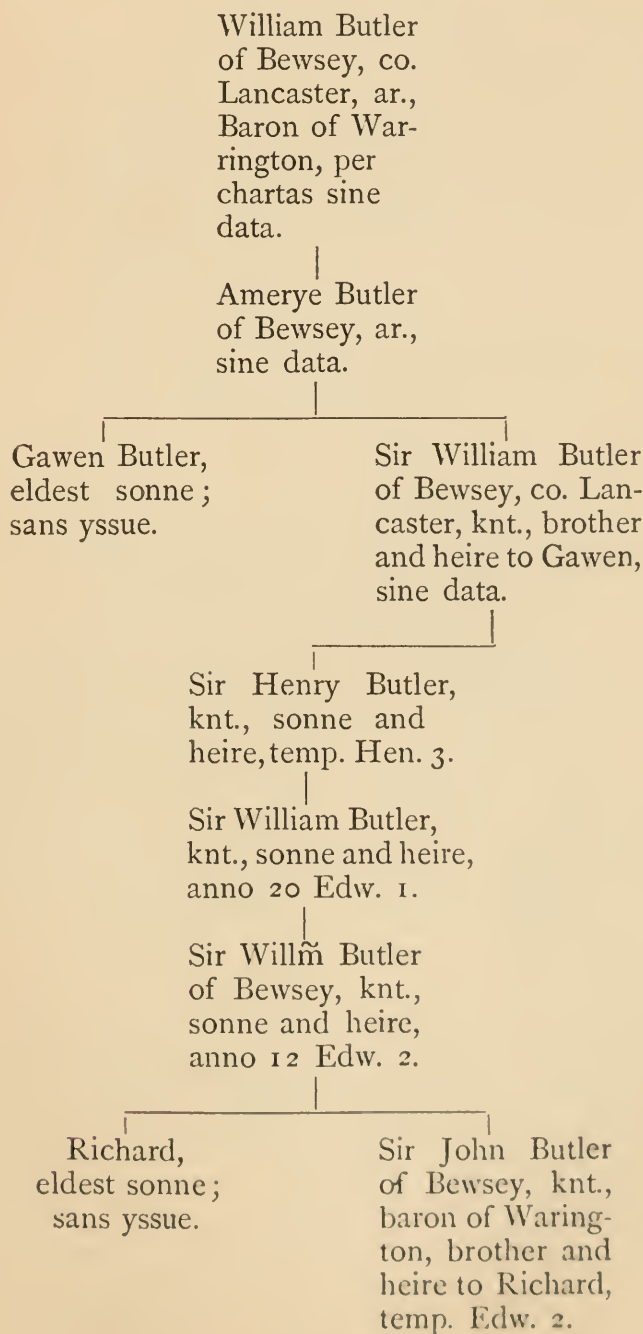 William Butler
of Bewsey, co.
Lancaster, ar.,
Baron of War-
rington, per
chartas sine
data.
Amerye Butler
of Bewsey, ar.,
sine data.
Gawen Butler,
eldest sonne;
sans yssue.
Sir William Butler
of Bewsey, co. Lan-
caster, knt., brother
and heire to Gawen,
sine data.
Sir Henry Butler,
knt., sonne and
heire, temp. Hen. 3.
Sir William Butler,
knt., sonne and heire,
anno 20 Edw. 1.
Sir Willm̃ Butler
of Bewsey, knt.,
sonne and heire,
anno 12 Edw. 2.
Richard,
eldest sonne;
sans yssue.
Sir John Butler
of Bewsey, knt.,
baron of Waring-
ton, brother and
heire to Richard,
temp. Edw. 2.